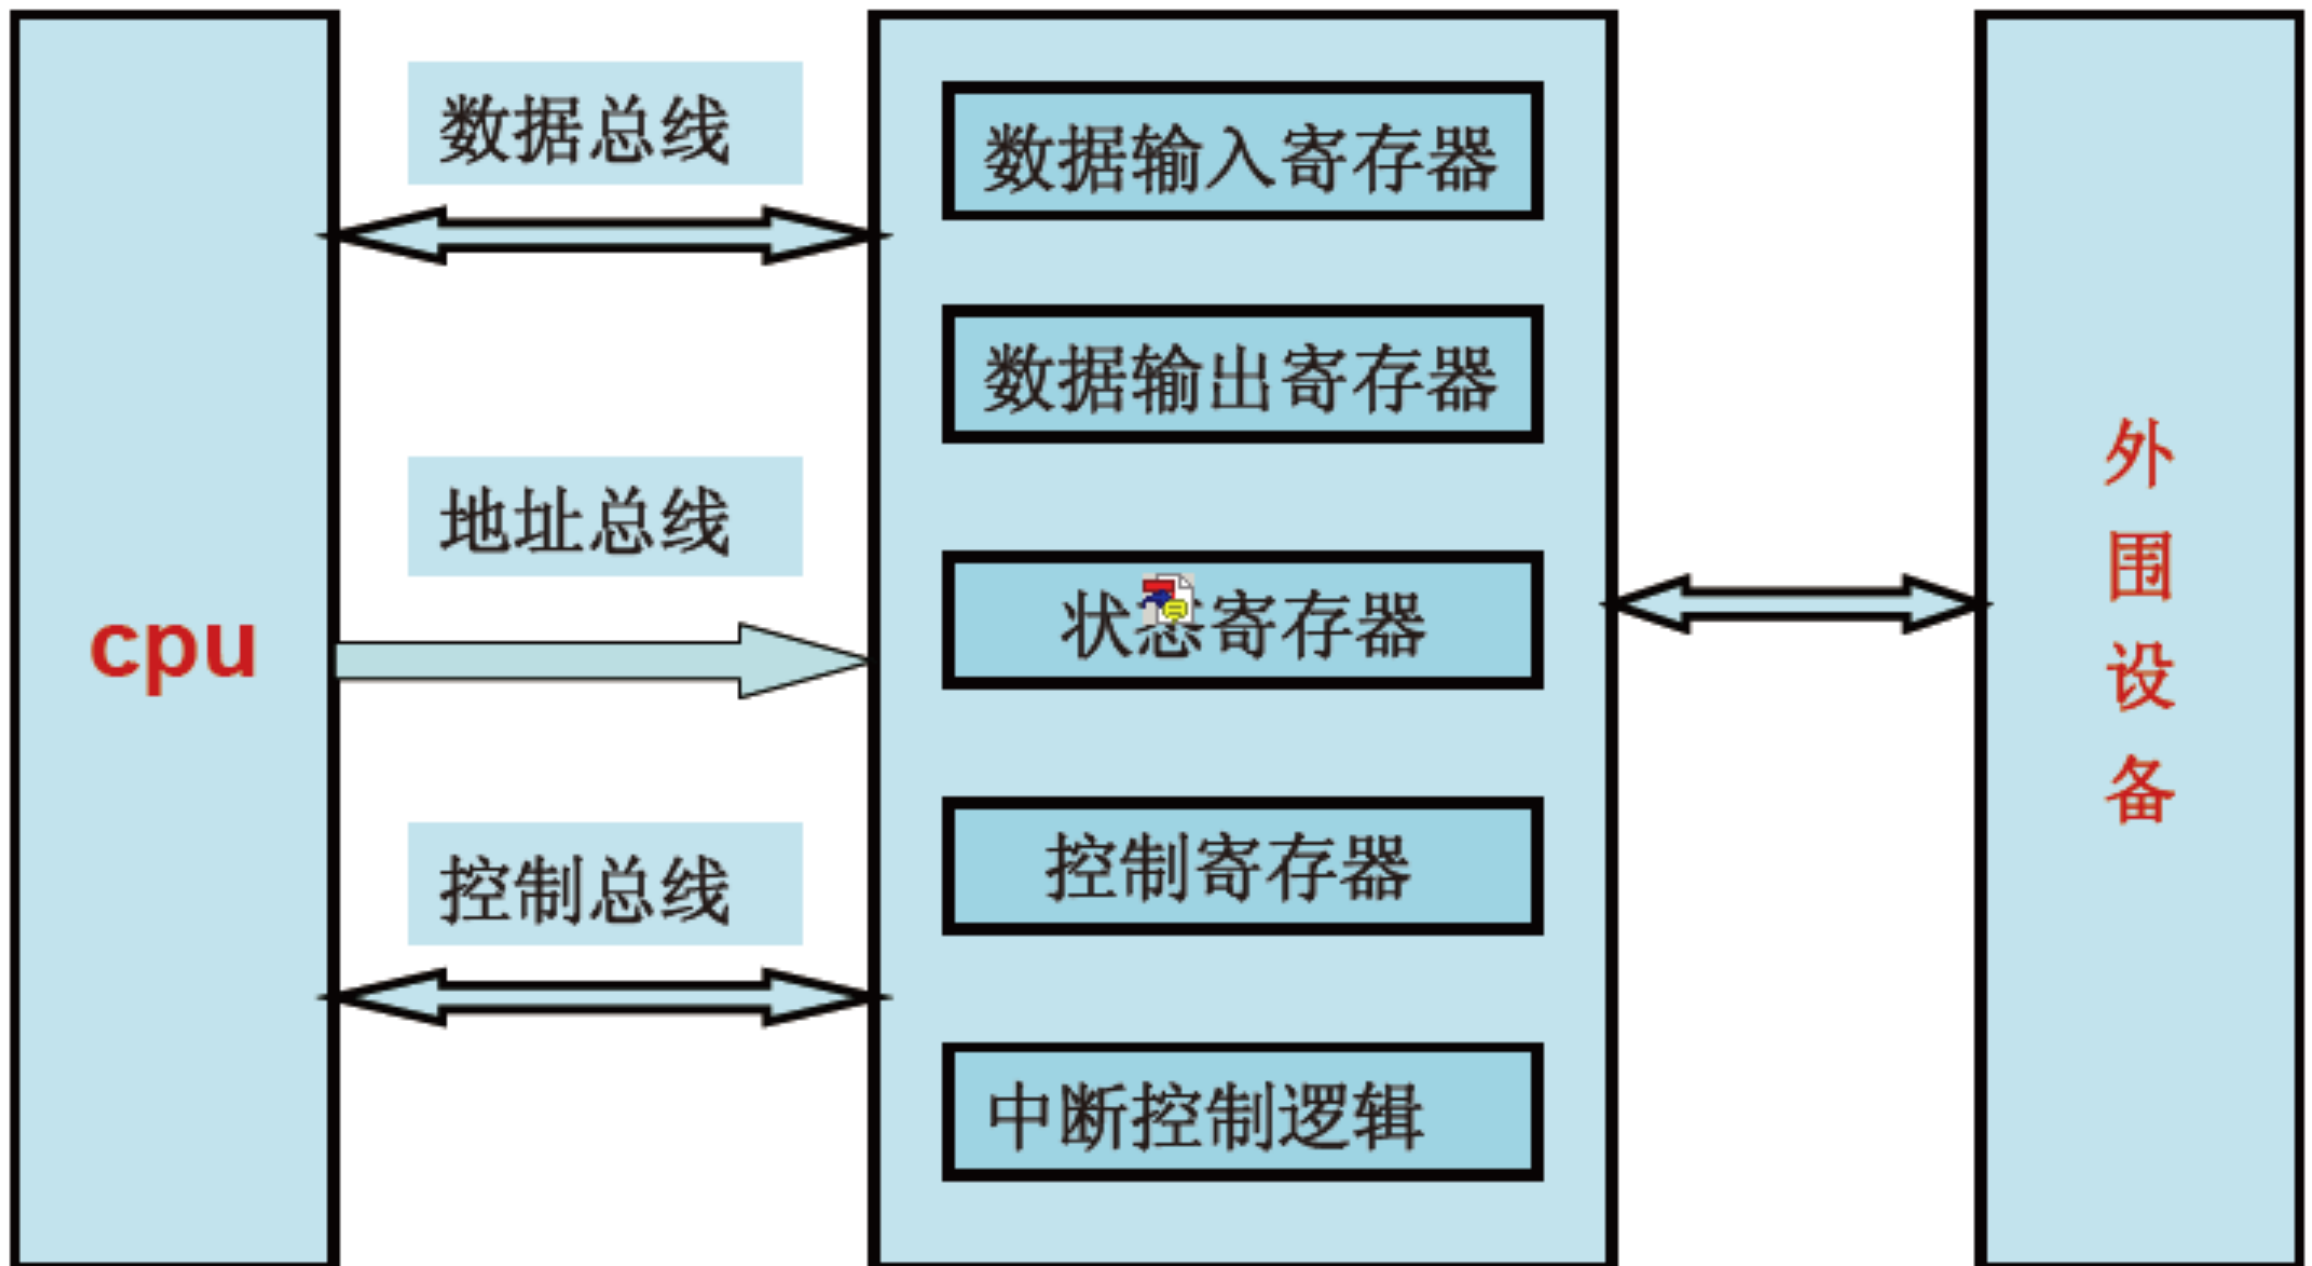 cpu
数据总线
地址总线
控制总线
数据输入寄存器
数据输出寄存器
状态寄存器
控制寄存器
中断控制逻辑
外围设备